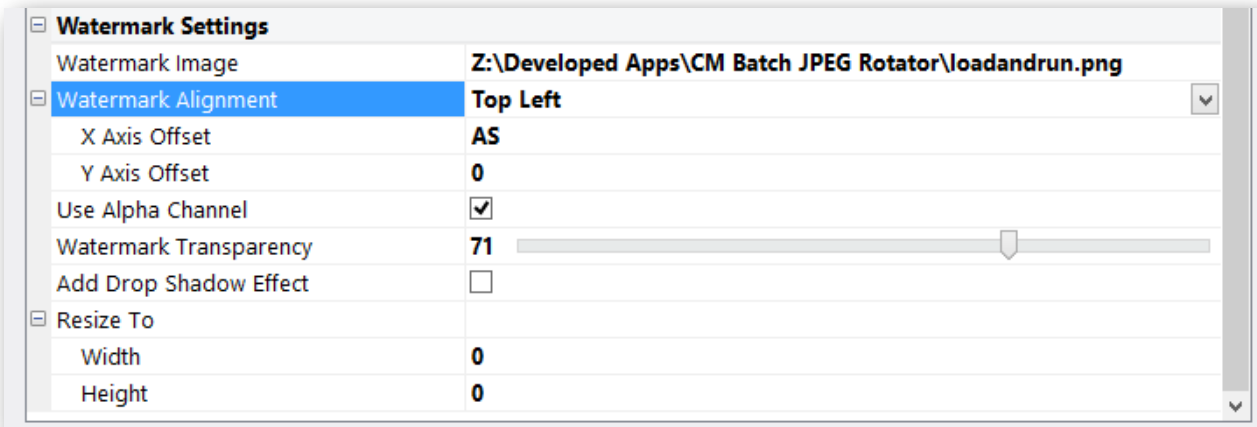 Watermark Settings
Watermark Image Z:\Developed Apps\CM Batch JPEG Rotator\loadandrun.png
Watermark Alignment Top Left
X Axis Offset AS
Y Axis Offset 0
Use Alpha Channel
Watermark Transparency 71
Add Drop Shadow Effect
Resize To
Width 0
Height 0